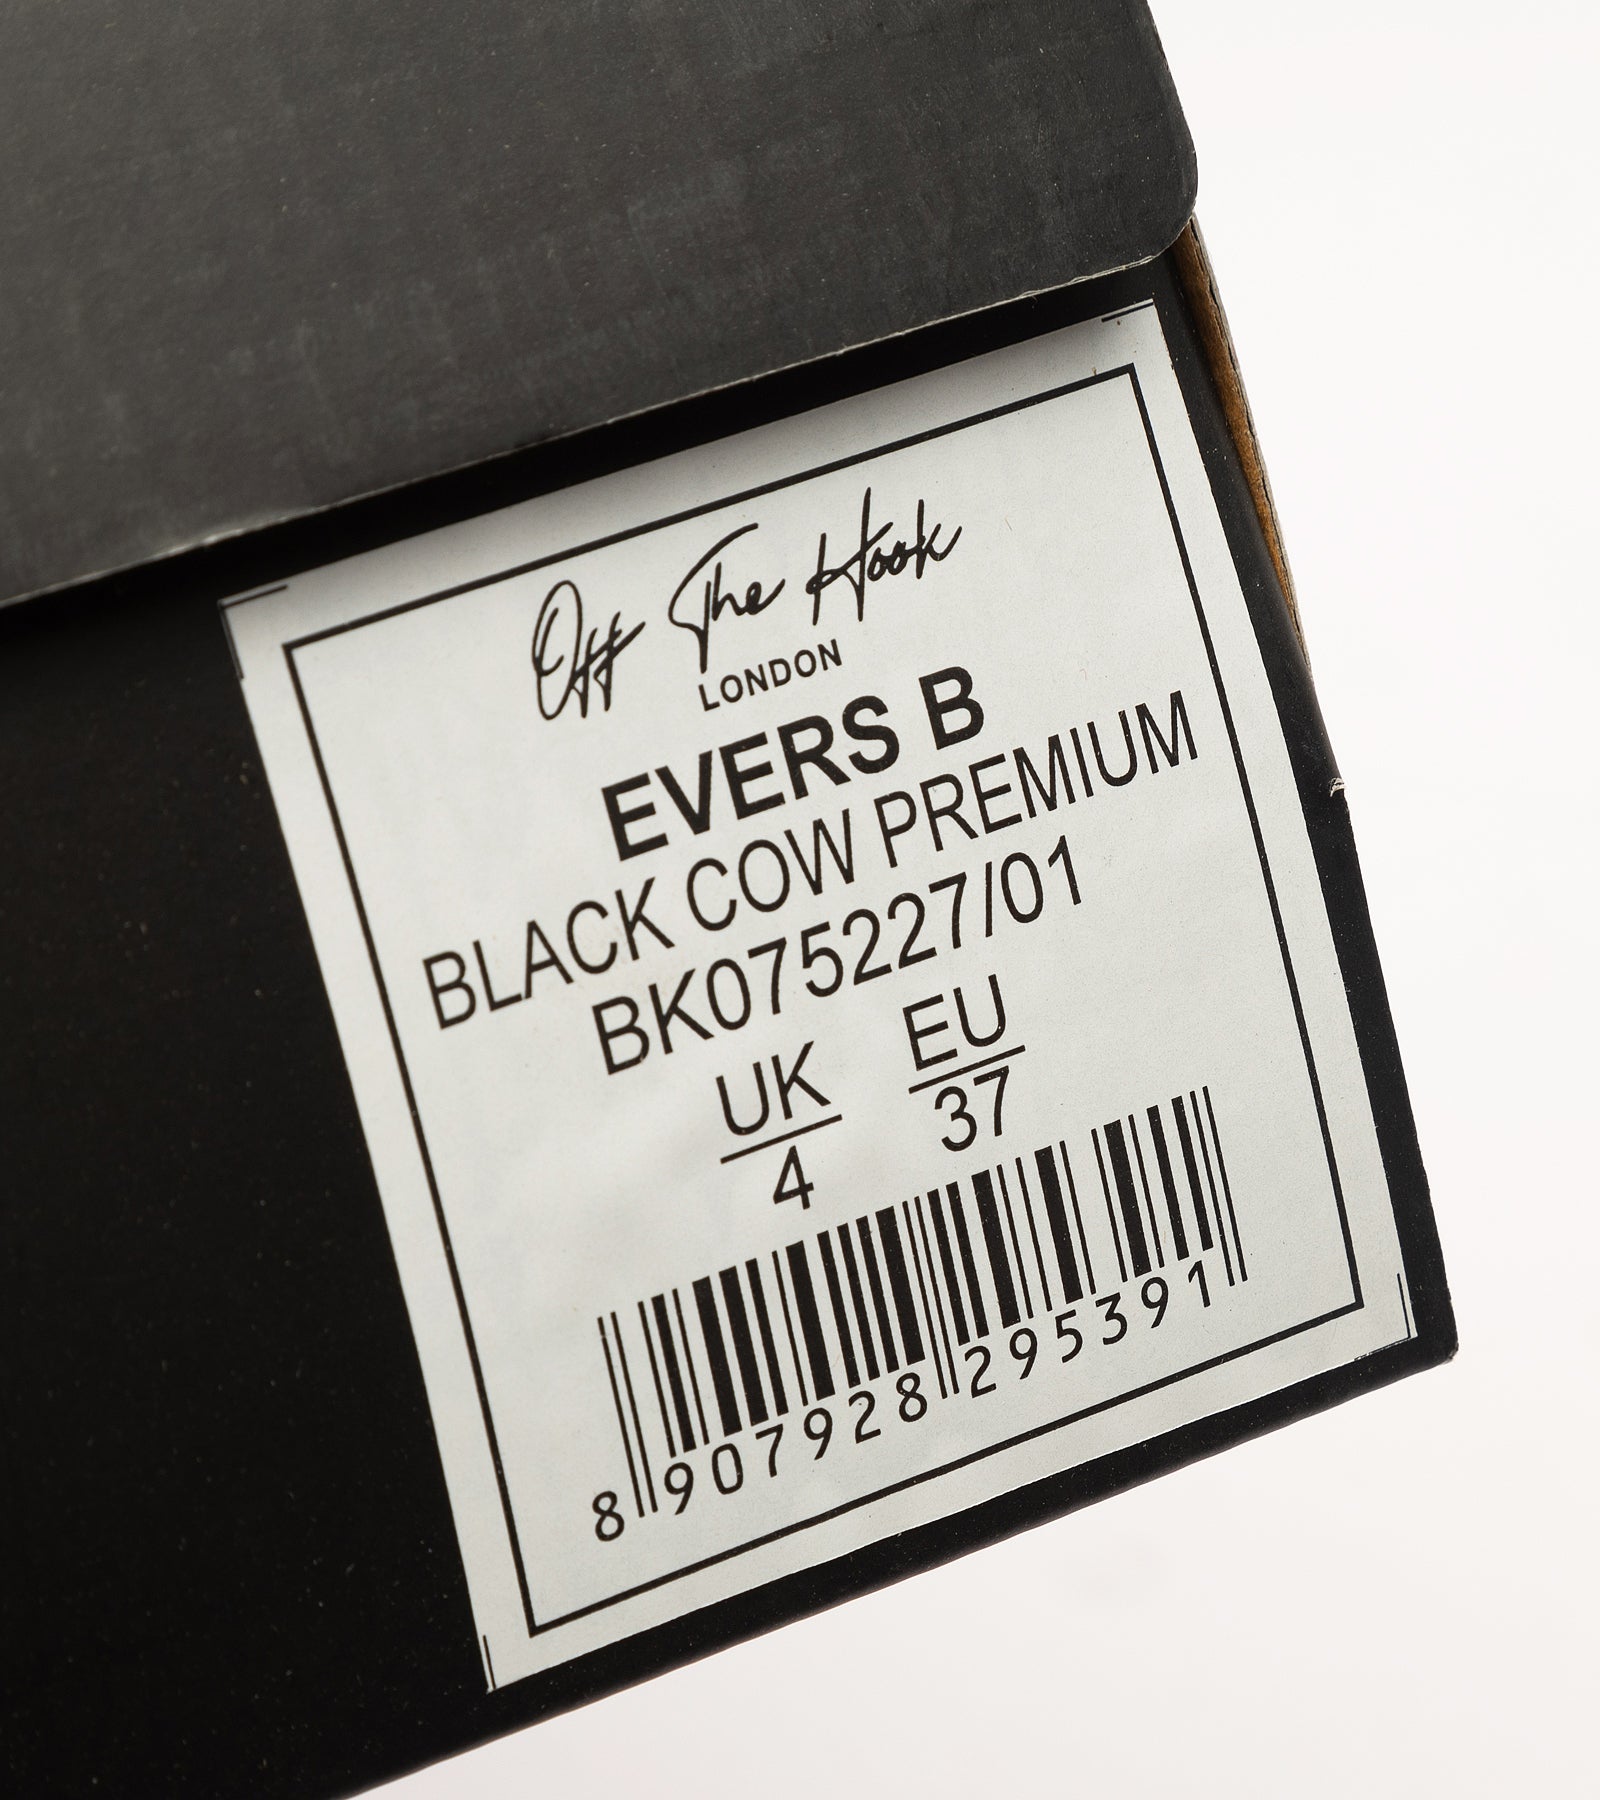 Off The Hook
LONDON
EVERS B
BLACK COW PREMIUM
BK075227/01
UK EU
4 37
8 907928 295391